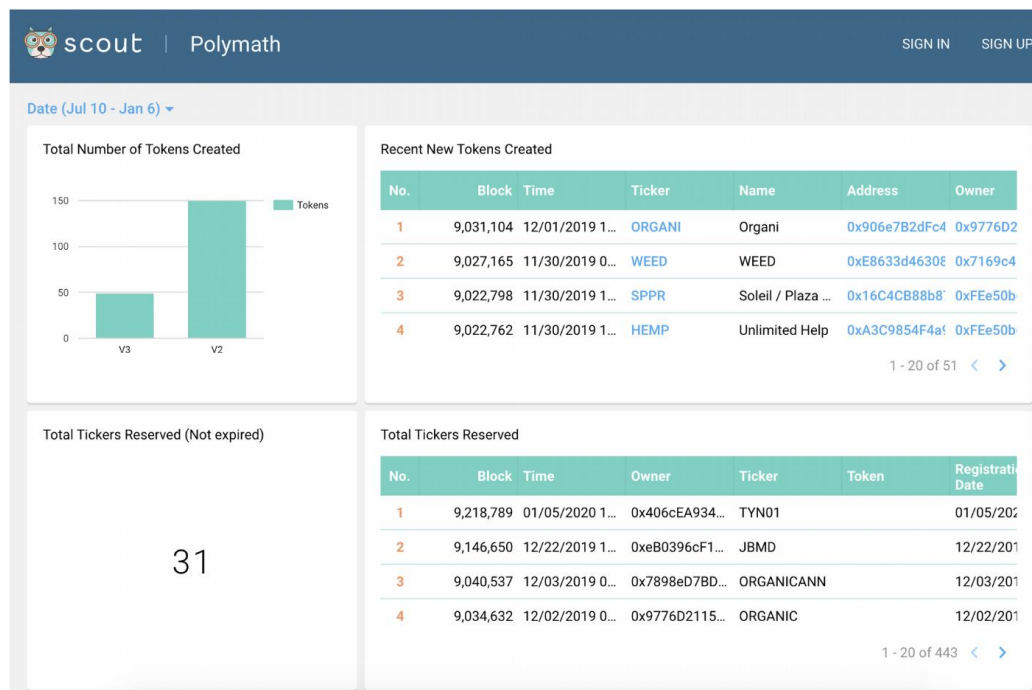 scout | Polymath SIGN IN SIGN UP
Date (Jul 10 - Jan 6)
Total Number of Tokens Created
150
100
50
0
V3 V2
Tokens
Recent New Tokens Created
No. Block Time Ticker Name Address Owner
1 9,031,104 12/01/2019 1... ORGANI Organi 0x906e7B2dFc4 0x9776D2
2 9,027,165 11/30/2019 0... WEED WEED 0xE8633d46308 0x7169c4
3 9,022,798 11/30/2019 1... SPPR Soleil / Plaza ... 0x16C4CB88b8 0xFEe50b
4 9,022,762 11/30/2019 1... HEMP Unlimited Help 0xA3C9854F4a 0xFEe50b
1 - 20 of 51
Total Tickers Reserved (Not expired)
31
Total Tickers Reserved
No. Block Time Owner Ticker Token Registrati
Date
1 9,218,789 01/05/2020 1... 0x406cEA934... TYN01 01/05/202
2 9,146,650 12/22/2019 1... 0xeB0396cF1... JBMD 12/22/201
3 9,040,537 12/03/2019 0... 0x7898eD7BD... ORGANICANN 12/03/201
4 9,034,632 12/02/2019 0... 0x9776D2115... ORGANIC 12/02/201
1 - 20 of 443